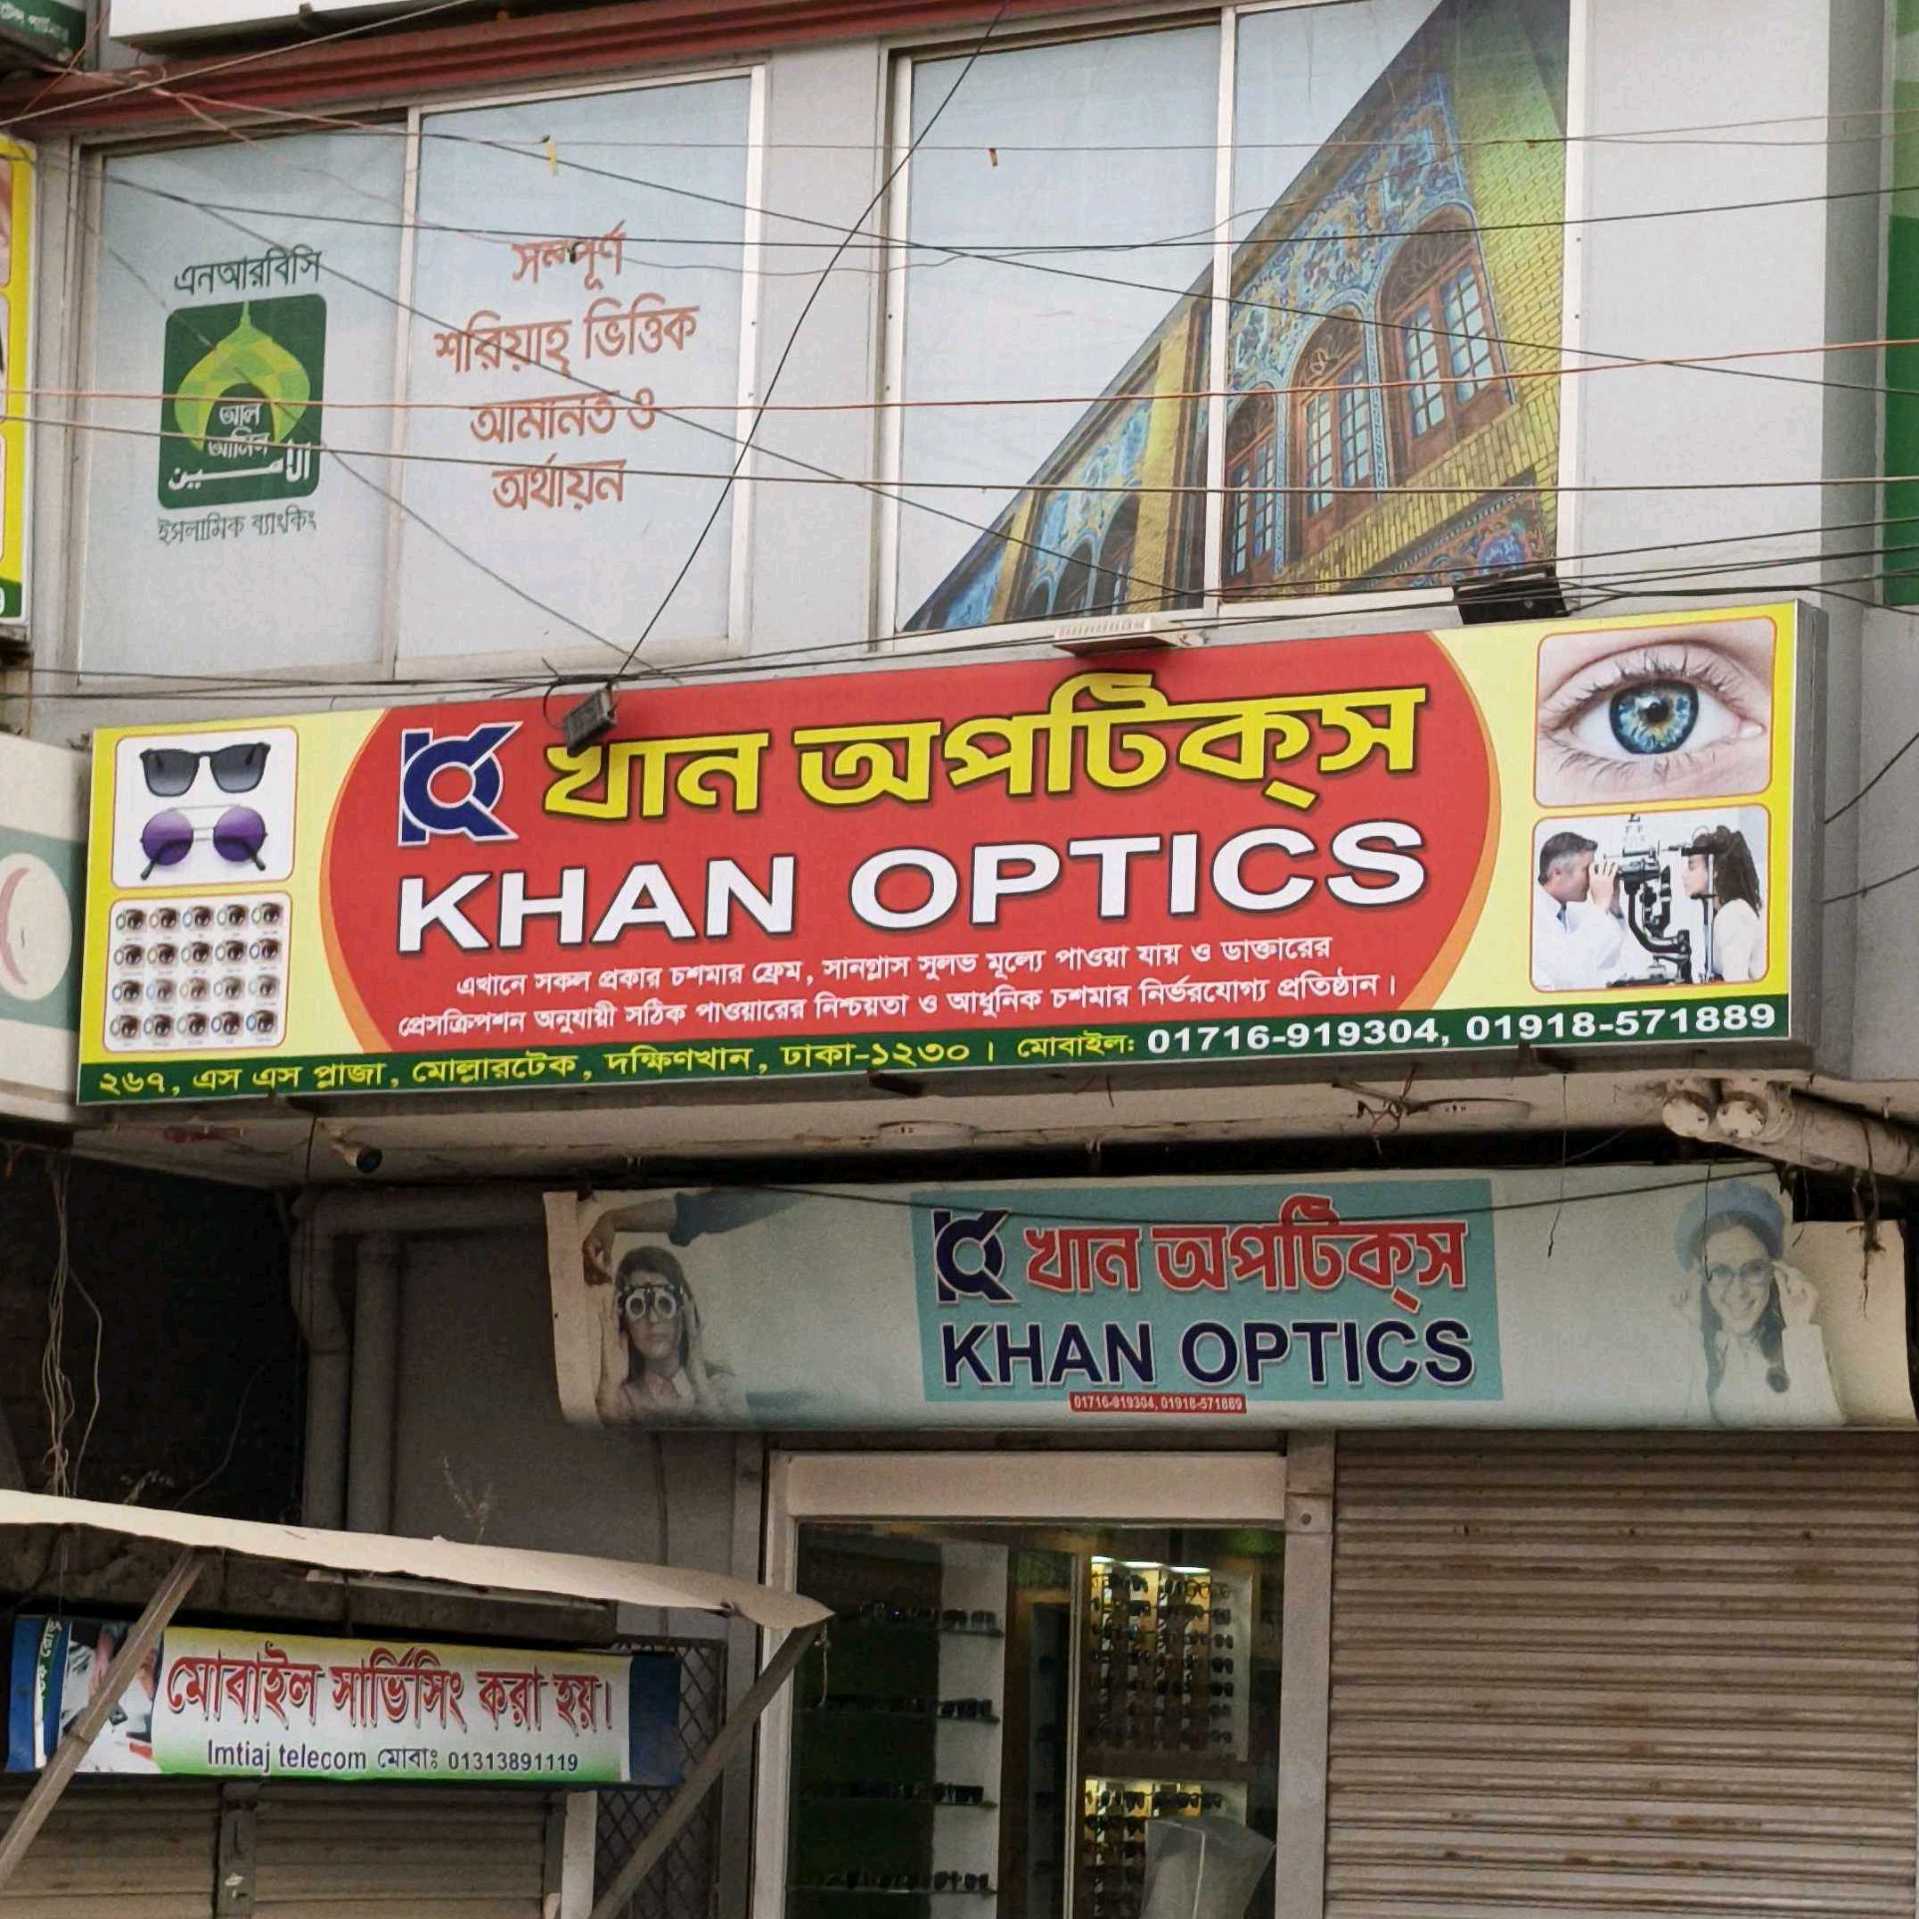 এনআরবিসি
আল
আমিন
الأمين
ইসলামিক ব্যাংকিং
সম্পূর্ণ
শরিয়াহ্ ভিত্তিক
আমানত ও
অর্থায়ন
খান অপটিক্স
KHAN OPTICS
এখানে সকল প্রকার চশমার ফ্রেম, সানগ্লাস সুলভ মূল্যে পাওয়া যায় ও ডাক্তারের
প্রেসক্রিপশন অনুযায়ী সঠিক পাওয়ারের নিশ্চয়তা ও আধুনিক চশমার নির্ভরযোগ্য প্রতিষ্ঠান।
২৬৭, এস এস প্লাজা, মোল্লারটেক, দক্ষিণখান, ঢাকা-১২৩০। মোবাইল: 01716-919304, 01918-571889
খান অপটিক্স
KHAN OPTICS
01716-919304, 01918-571889
মোবাইল সার্ভিসিং করা হয়।
Imtiaj telecom মোবাঃ 01313891119